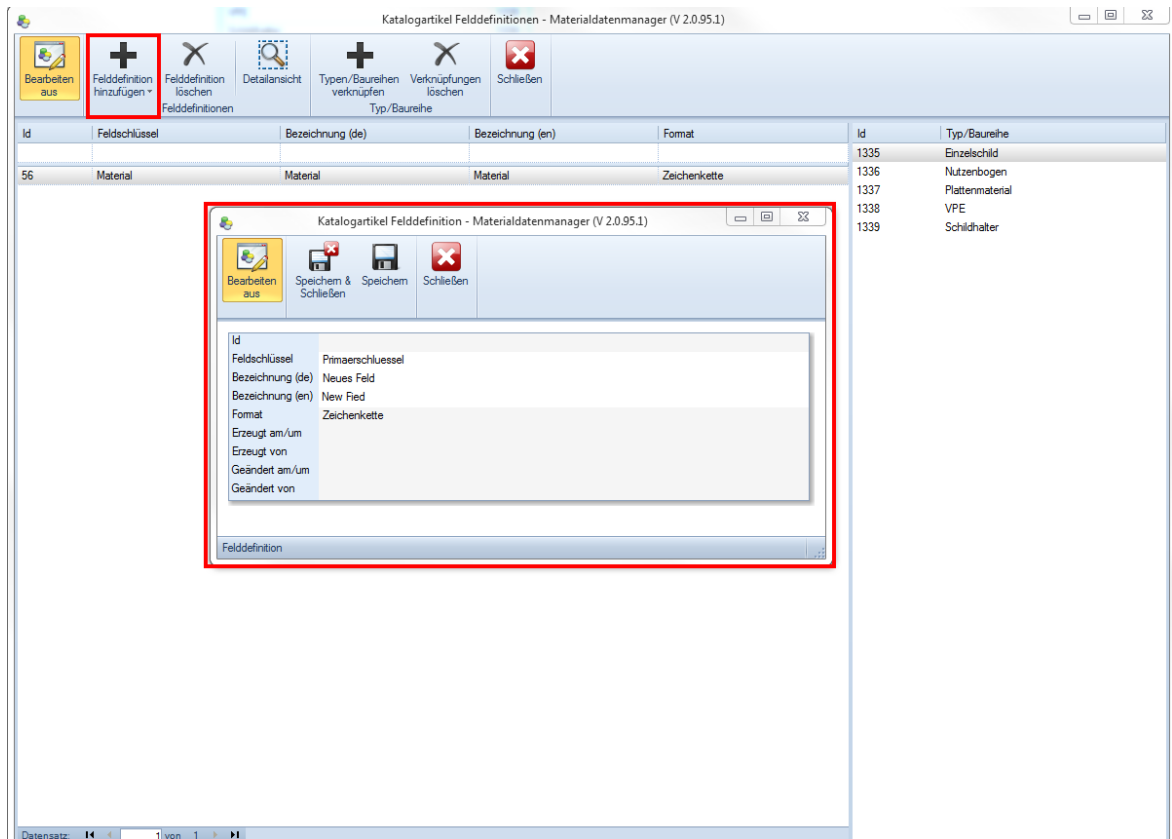 Katalogartikel Felddefinitionen - Materialdatenmanager (V 2.0.95.1)
Bearbeiten aus
Felddefinition hinzufügen
Felddefinition löschen
Detailansicht
Typen/Baureihen verknüpfen
Verknüpfungen löschen
Schließen
Felddefinitionen
Typ/Baureihe
Id Feldschlüssel Bezeichnung (de) Bezeichnung (en) Format
56 Material Material Material Zeichenkette
Id Typ/Baureihe
1335 Einzelschild
1336 Nutzenbogen
1337 Plattenmaterial
1338 VPE
1339 Schildhalter
Katalogartikel Felddefinition - Materialdatenmanager (V 2.0.95.1)
Bearbeiten aus
Speichern & Schließen
Speichern
Schließen
Id
Feldschlüssel Primaerschluessel
Bezeichnung (de) Neues Feld
Bezeichnung (en) New Fied
Format Zeichenkette
Erzeugt am/um
Erzeugt von
Geändert am/um
Geändert von
Felddefinition
Datensatz: 1 von 1